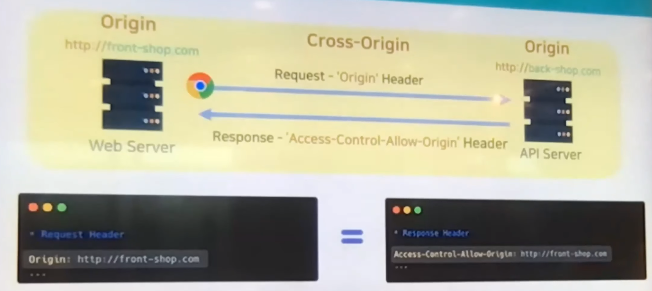 Origin
http://front-shop.com
Cross-Origin
Origin
http://back-shop.com
Request - 'Origin' Header
Response - 'Access-Control-Allow-Origin' Header
Web Server
API Server
* Request Header
Origin: http://front-shop.com
...
=
* Response Header
Access-Control-Allow-Origin: http://front-shop.com
...